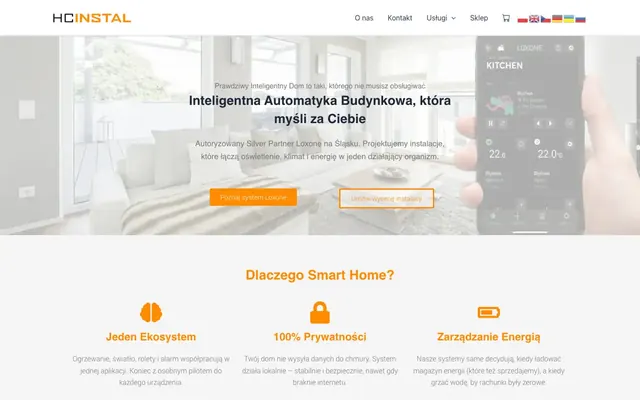 HCINSTAL
O nas
Kontakt
Usługi
Sklep
Prawdziwy Inteligentny Dom to taki, którego nie musisz obsługiwać
Inteligentna Automatyka Budynkowa, która
myśli za Ciebie
Autoryzowany Silver Partner Loxone na Śląsku. Projektujemy instalacje,
które łączą oświetlenie, klimat i energię w jeden działający organizm.
Poznaj system Loxone
LOXONE
KITCHEN
22.0
22.2
Dlaczego Smart Home?
Jeden Ekosystem
Ogrzewanie, światło, rolety i alarm współpracują w
jednej aplikacji. Koniec z osobnym pilotem do
każdego urządzenia.
100% Prywatności
Twój dom nie wysyła danych do chmury. System
działa lokalnie – stabilnie i bezpiecznie, nawet gdy
braknie internetu.
Zarządzanie Energią
Nasze systemy same decydują, kiedy ładować
magazyn energii (które też sprzedajemy), a kiedy
grzać wodę, by rachunki były zerowe.